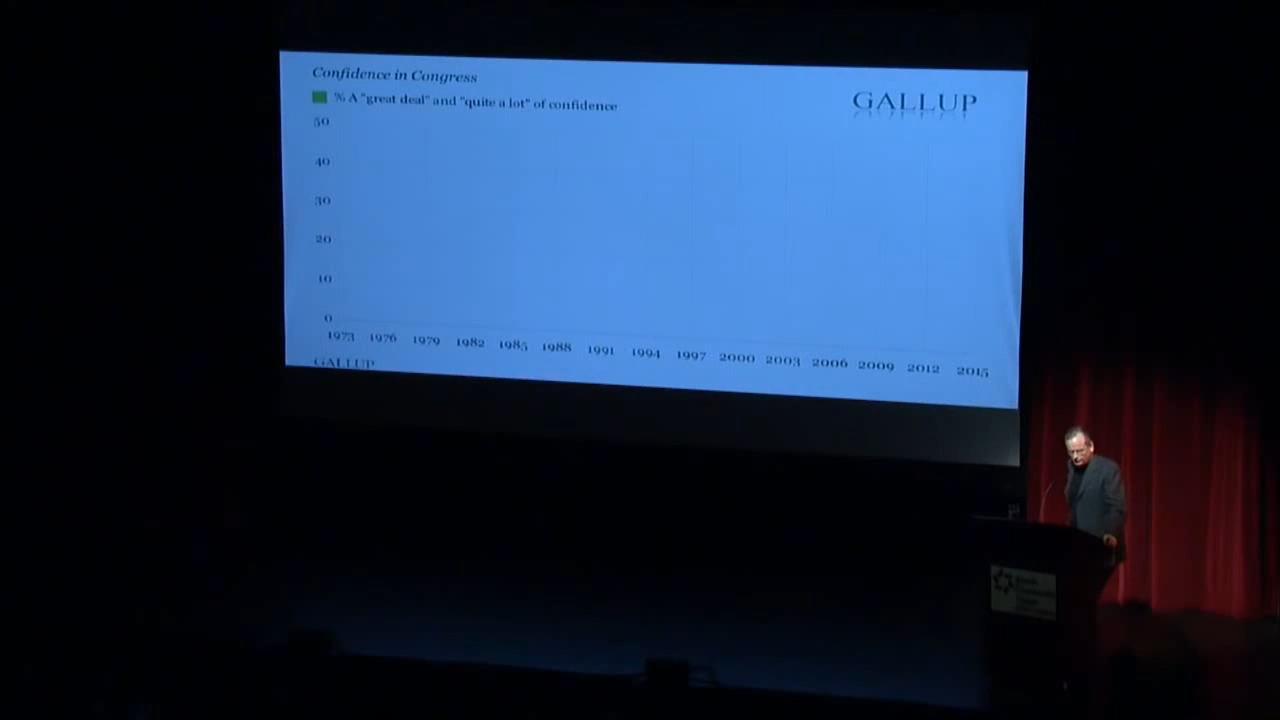 Confidence in Congress
% A "great deal" and "quite a lot" of confidence
GALLUP
50
40
30
20
10
0
1973 1976 1979 1982 1985 1988 1991 1994 1997 2000 2003 2006 2009 2012 2015
GALLUP